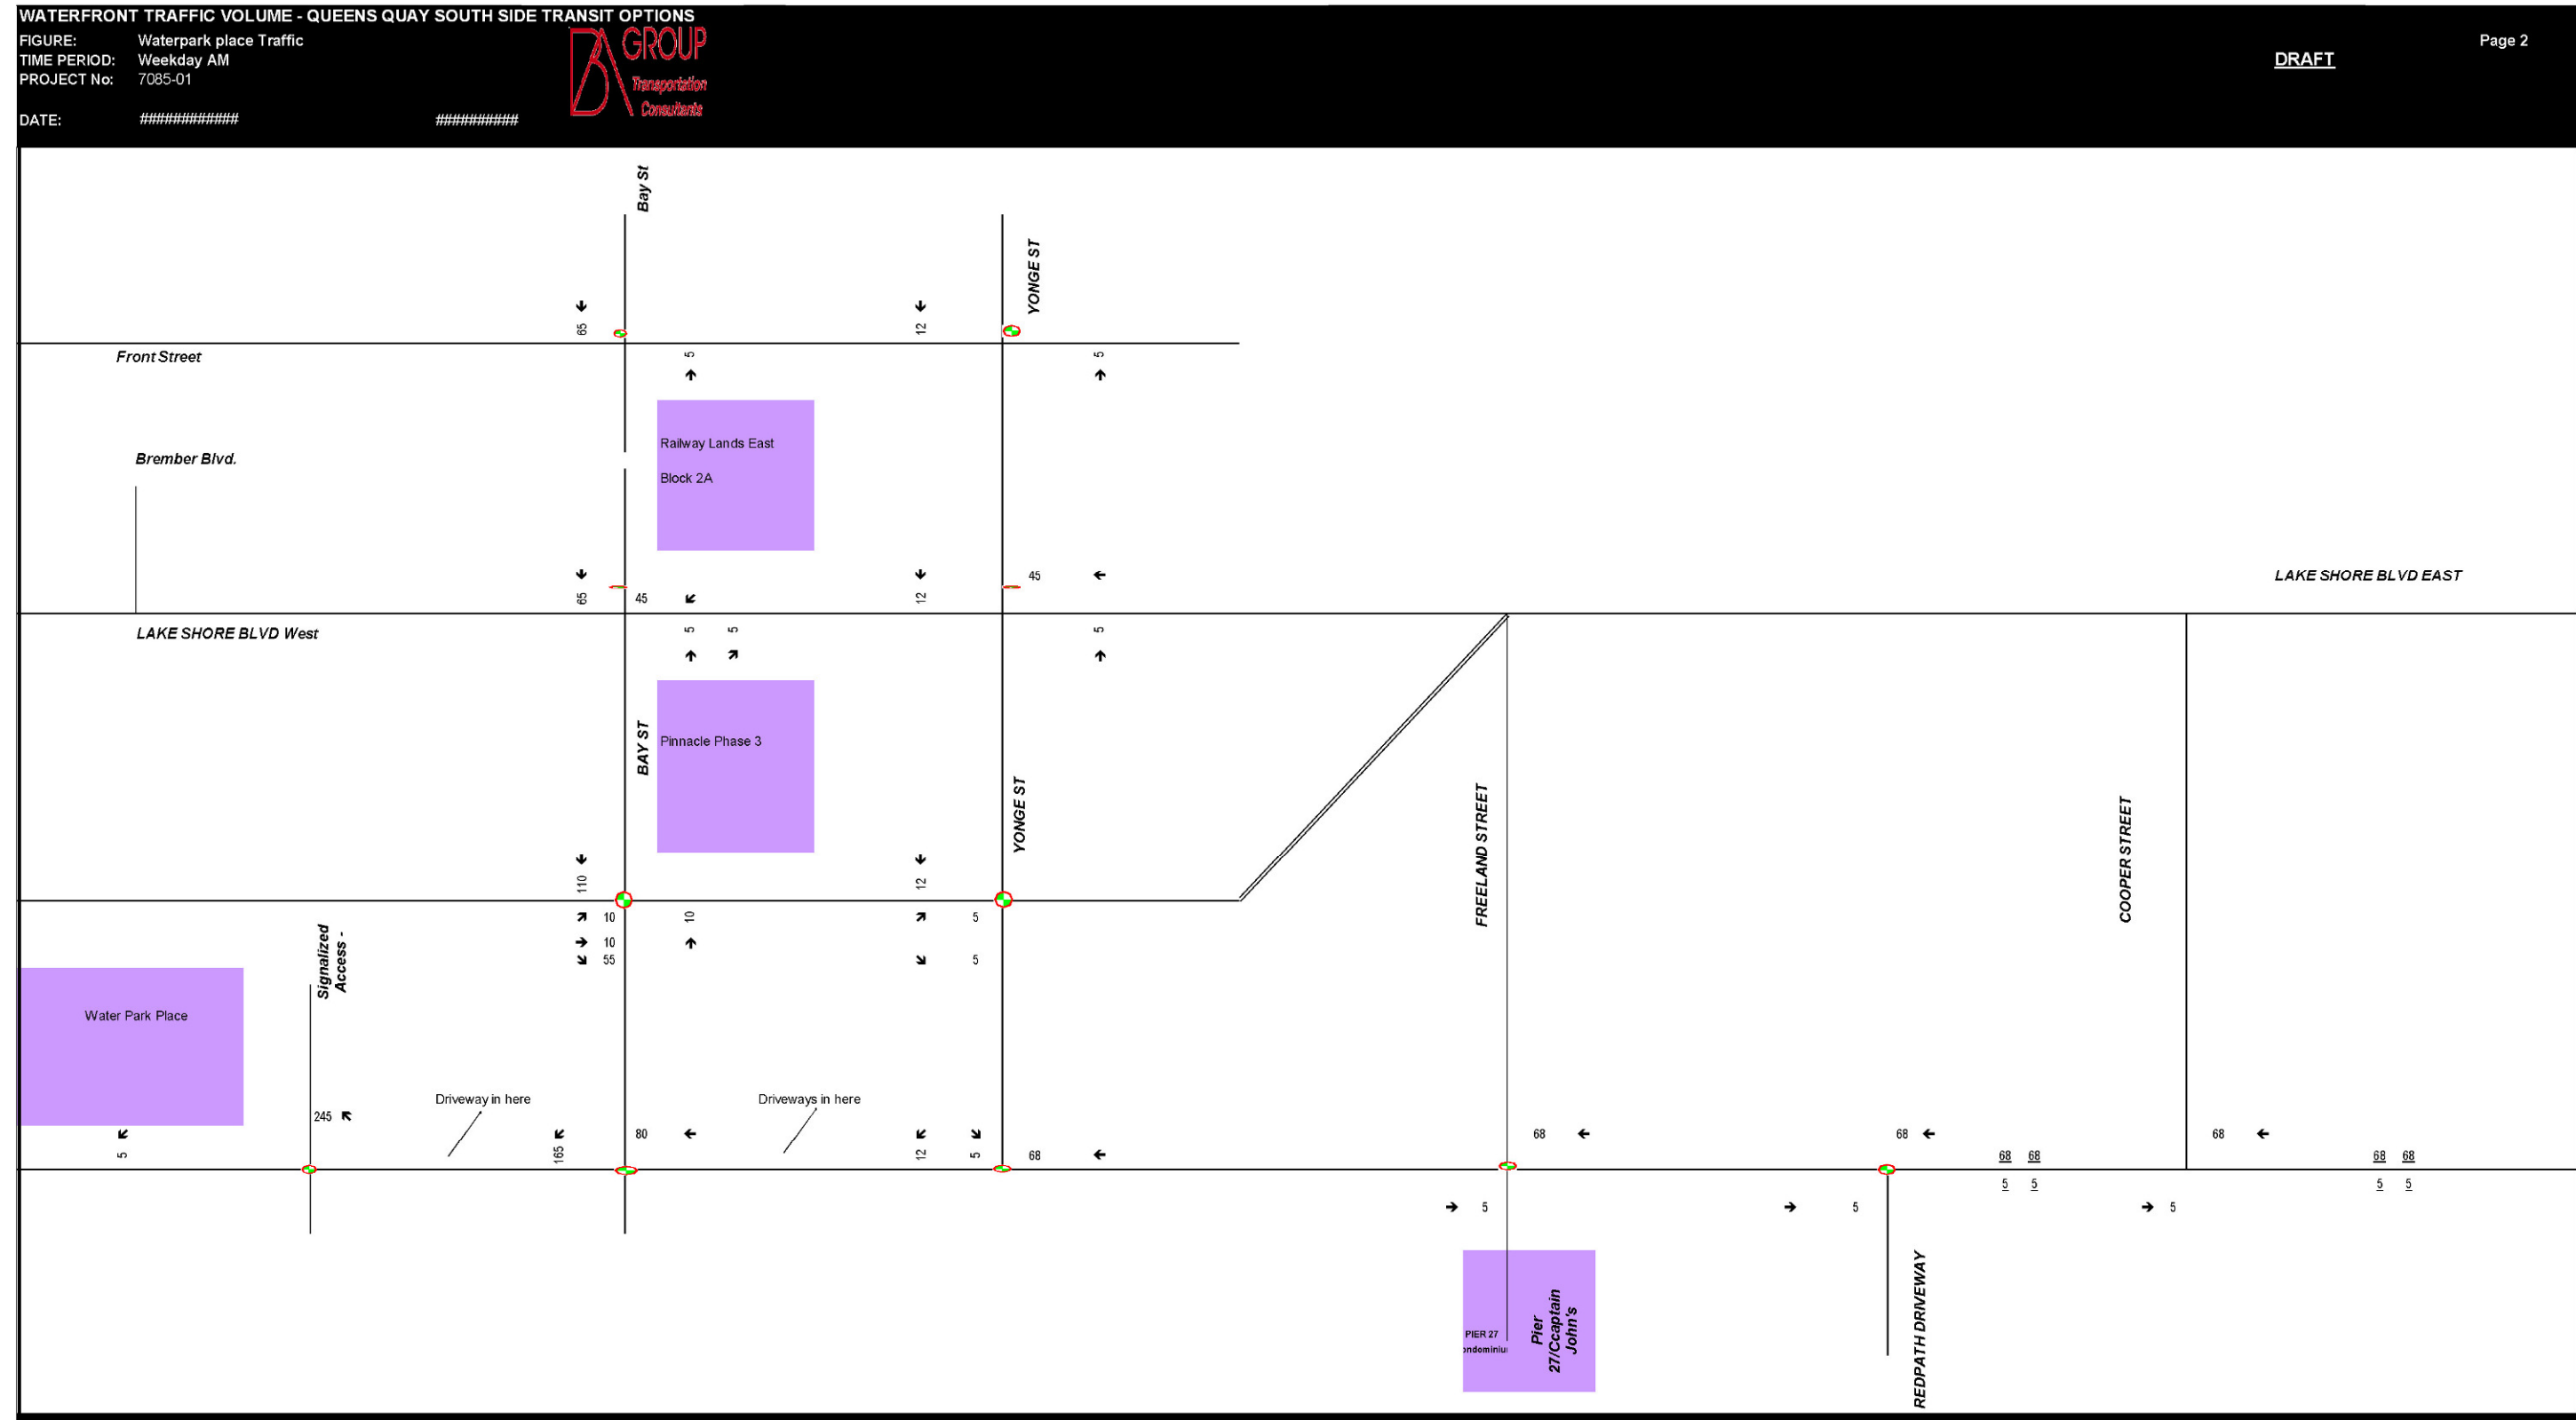 WATERFRONT TRAFFIC VOLUME - QUEENS QUAY SOUTH SIDE TRANSIT OPTIONS
FIGURE: Waterpark place Traffic
TIME PERIOD: Weekday AM
PROJECT No: 7085-01
DATE: ############ ##########
BA GROUP
Transportation
Consultants
DRAFT
Page 2
Bay St
YONGE ST
65
12
Front Street
5
5
Railway Lands East
Block 2A
Brember Blvd.
45
LAKE SHORE BLVD EAST
65
45
12
LAKE SHORE BLVD West
5
5
5
BAY ST
Pinnacle Phase 3
YONGE ST
FREELAND STREET
COOPER STREET
110
12
10
10
5
10
55
5
Signalized
Access -
Water Park Place
Driveway in here
Driveways in here
245
80
68
68
68
5
165
12
5
68
68 68
68 68
5 5
5 5
5
5
5
PIER 27
ondominiu
Pier
27/Ccaptain
John's
REDPATH DRIVEWAY